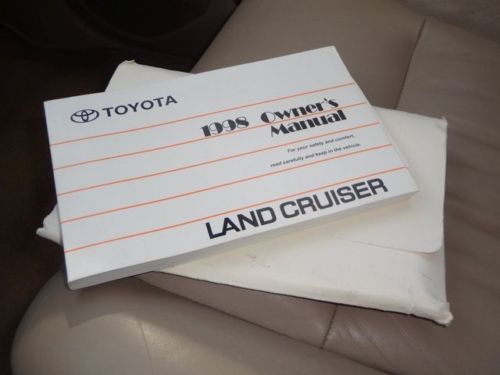 TOYOTA
1998 Owner's
Manual
For your safety and comfort,
read carefully and keep in the vehicle.
LAND CRUISER